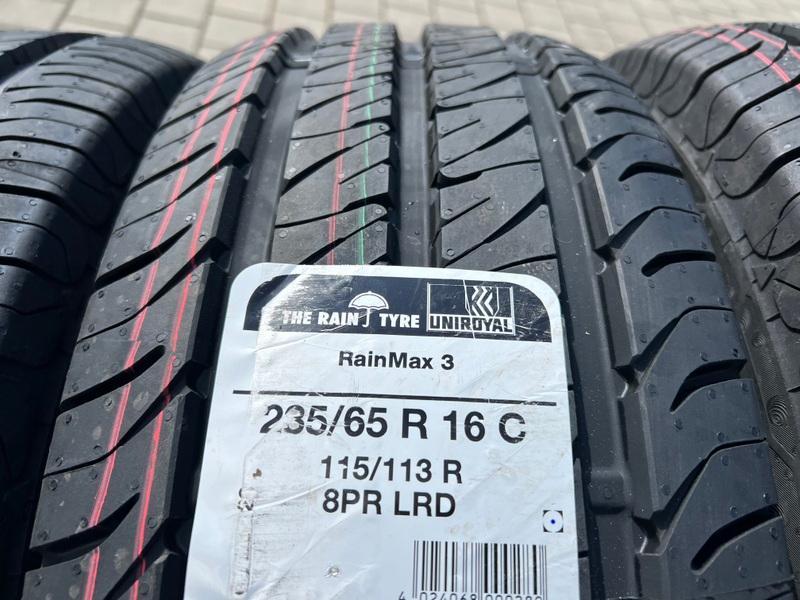 THE RAIN TYRE UNIROYAL
RainMax 3
235/65 R 16 C
115/113 R
8PR LRD